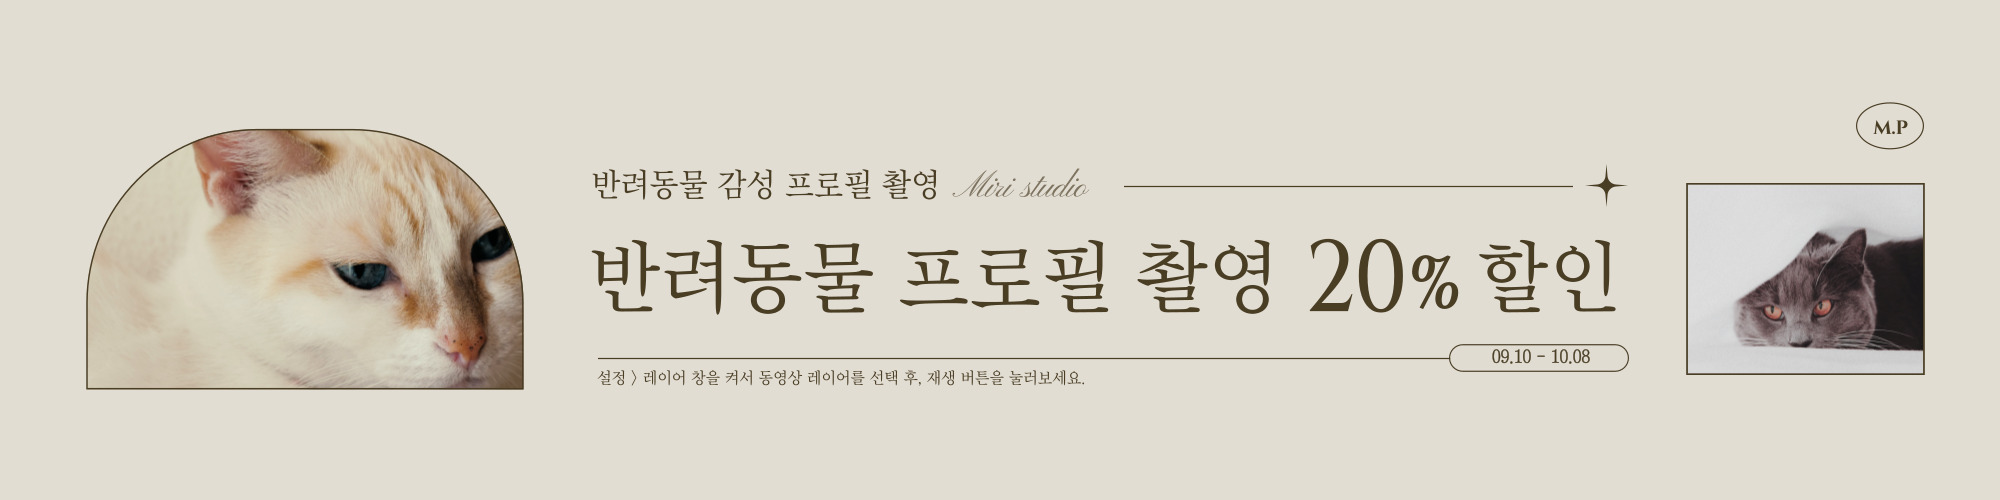 반려동물 감성 프로필 촬영 Miri studio
반려동물 프로필 촬영 20% 할인
09.10 - 10.08
설정 〉 레이어 창을 켜서 동영상 레이어를 선택 후, 재생 버튼을 눌러보세요.
M.P